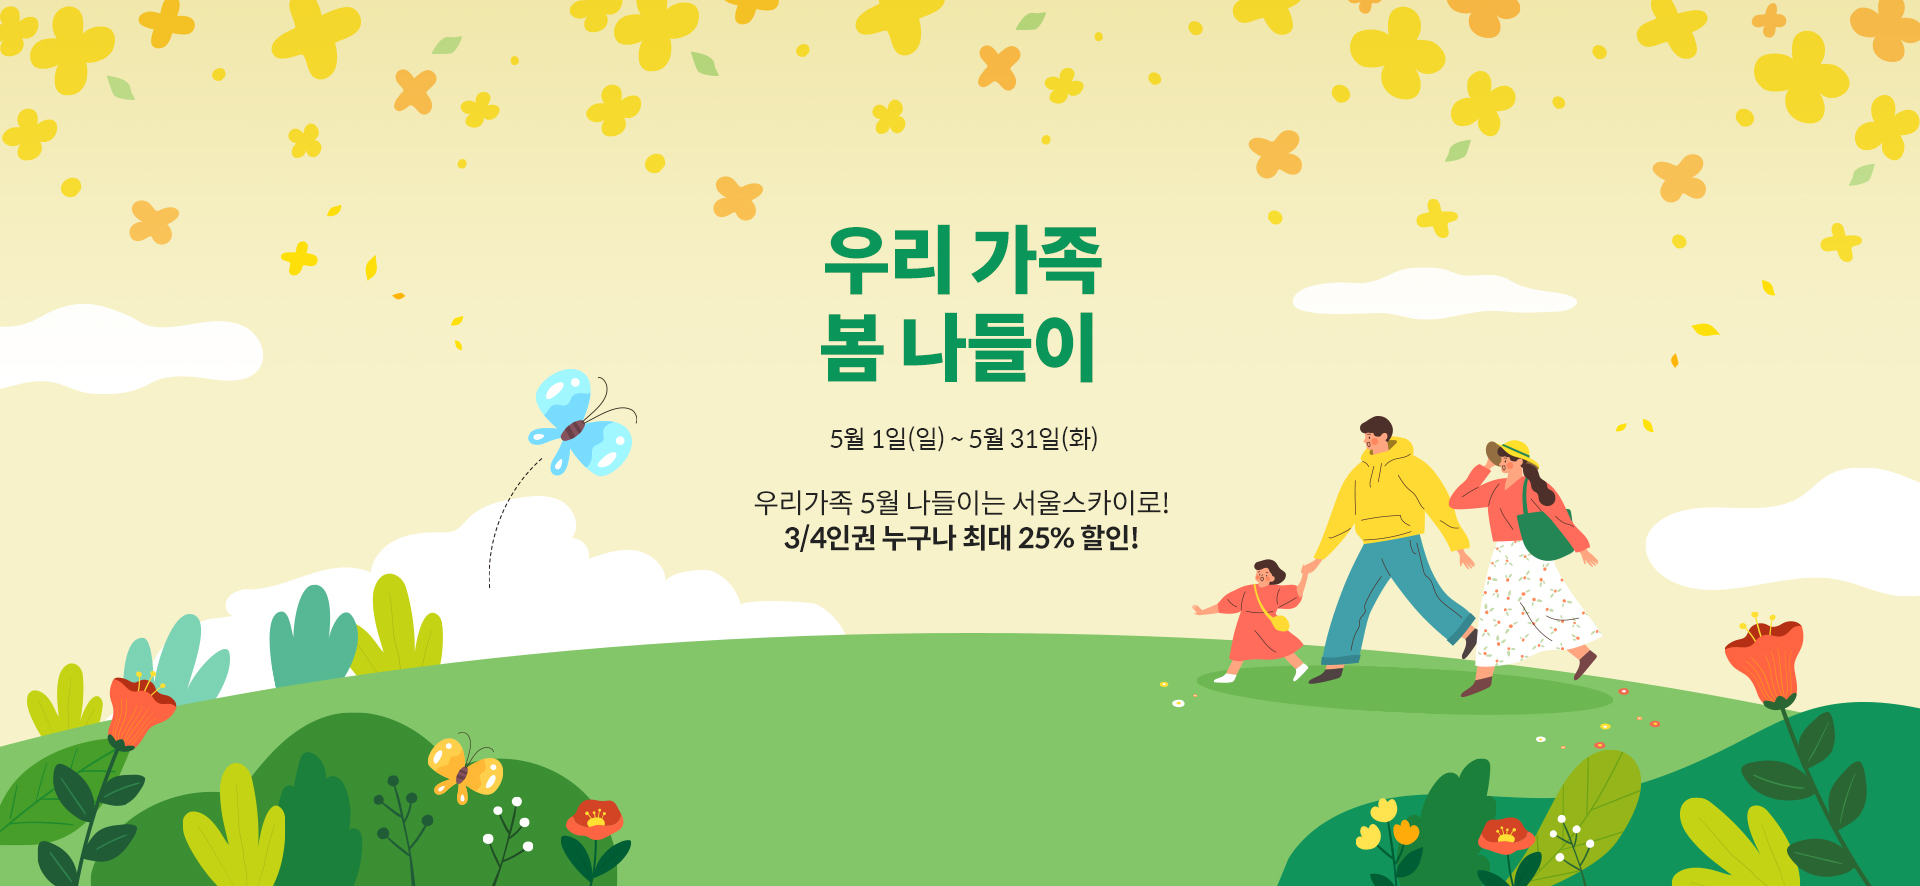 우리 가족
봄 나들이
5월 1일(일) ~ 5월 31일(화)
우리가족 5월 나들이는 서울스카이로!
3/4인권 누구나 최대 25% 할인!